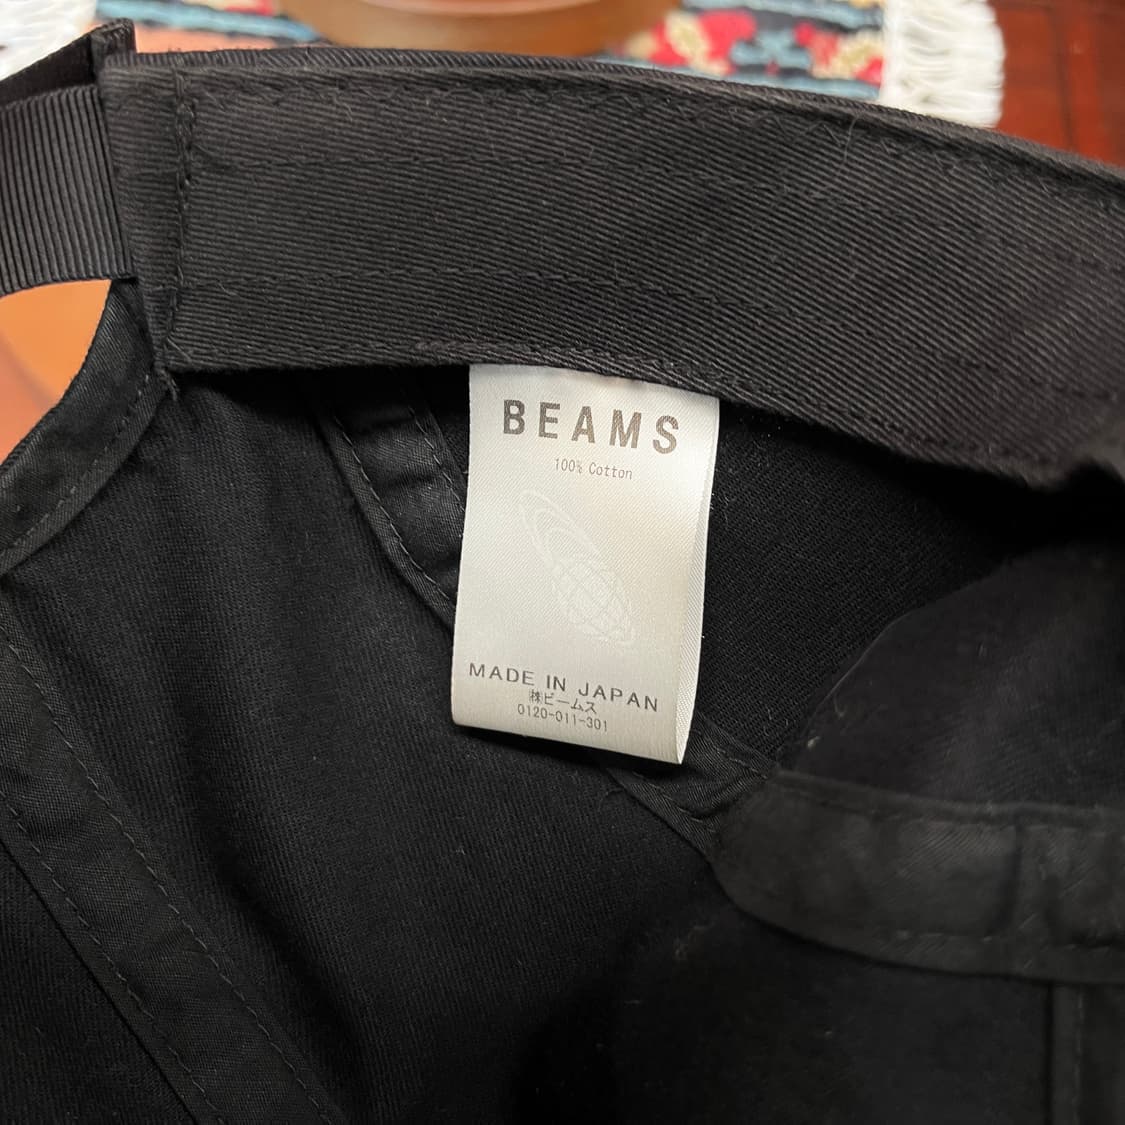 BEAMS
100% Cotton
MADE IN JAPAN
㈱ビームス
0120-011-301